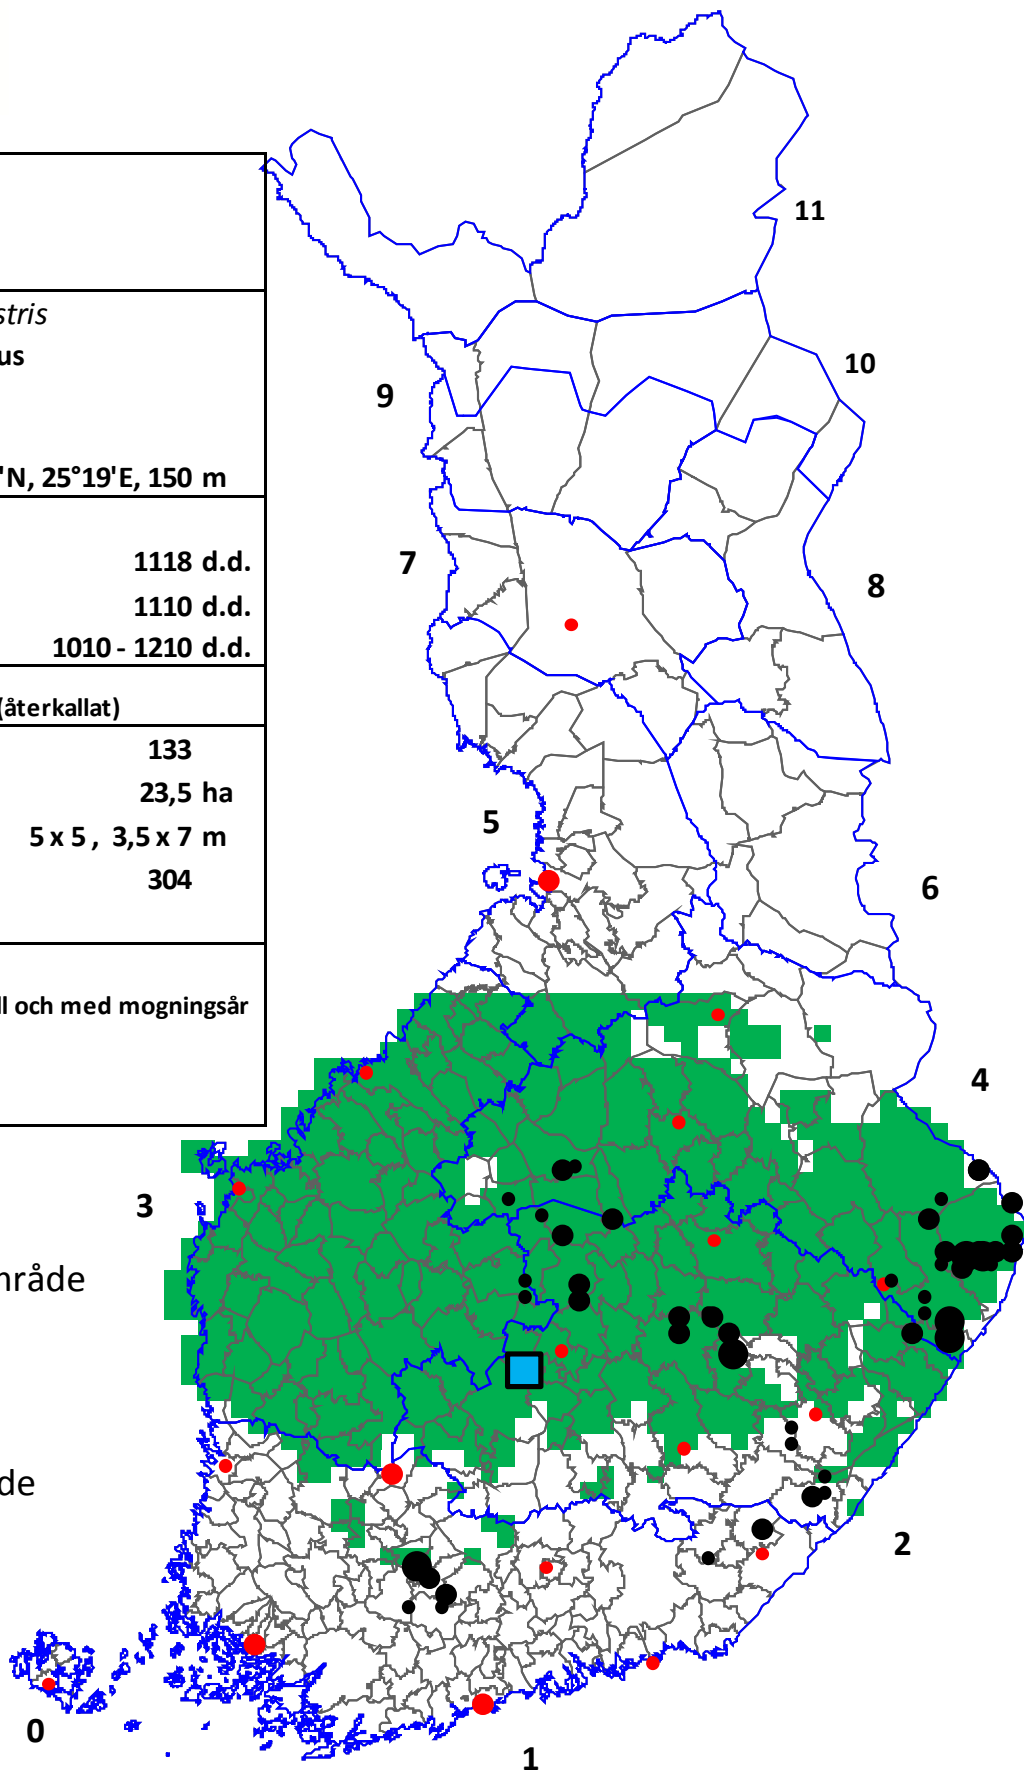 stris
us
'N, 25°19'E, 150 m
1118 d.d.
1110 d.d.
1010 - 1210 d.d.
(återkallat)
133
23,5 ha
5 x 5 , 3,5 x 7 m
304
ll och med mogningsår
nråde
de
11
10
9
7
8
5
6
4
3
2
0
1